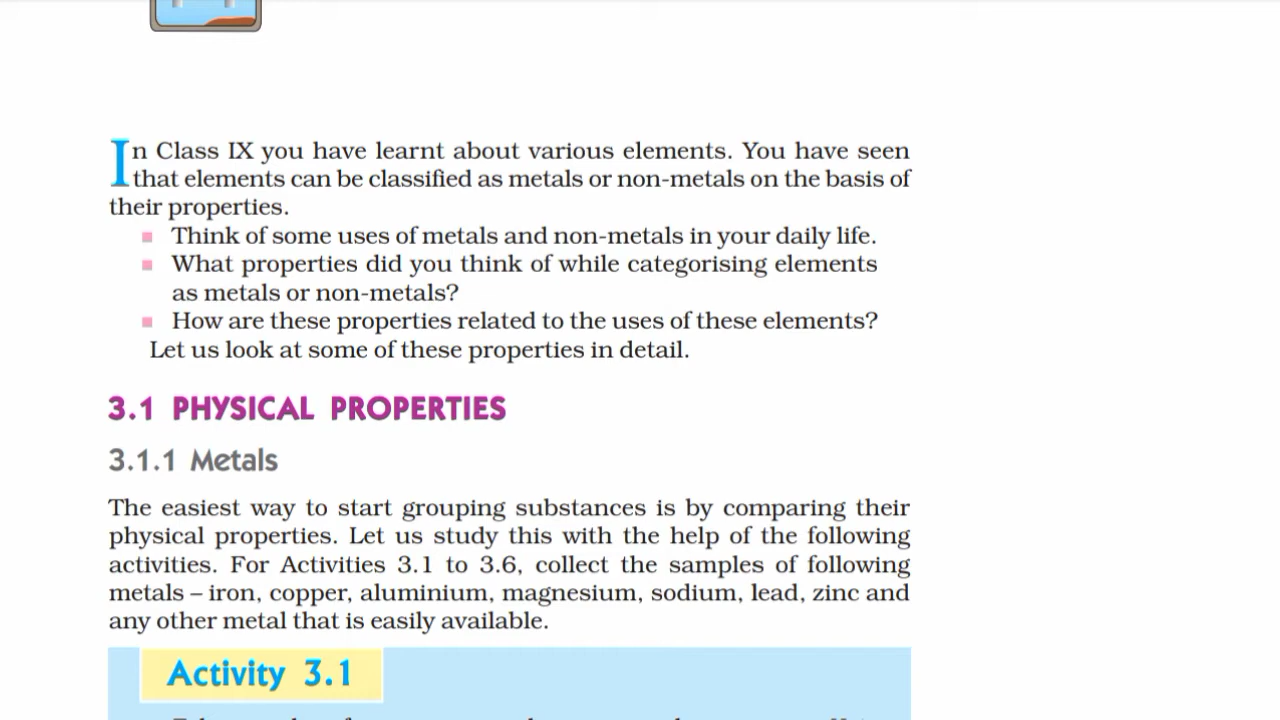 In Class IX you have learnt about various elements. You have seen
that elements can be classified as metals or non-metals on the basis of
their properties.
Think of some uses of metals and non-metals in your daily life.
What properties did you think of while categorising elements
as metals or non-metals?
How are these properties related to the uses of these elements?
Let us look at some of these properties in detail.
3.1 PHYSICAL PROPERTIES
3.1.1 Metals
The easiest way to start grouping substances is by comparing their
physical properties. Let us study this with the help of the following
activities. For Activities 3.1 to 3.6, collect the samples of following
metals – iron, copper, aluminium, magnesium, sodium, lead, zinc and
any other metal that is easily available.
Activity 3.1